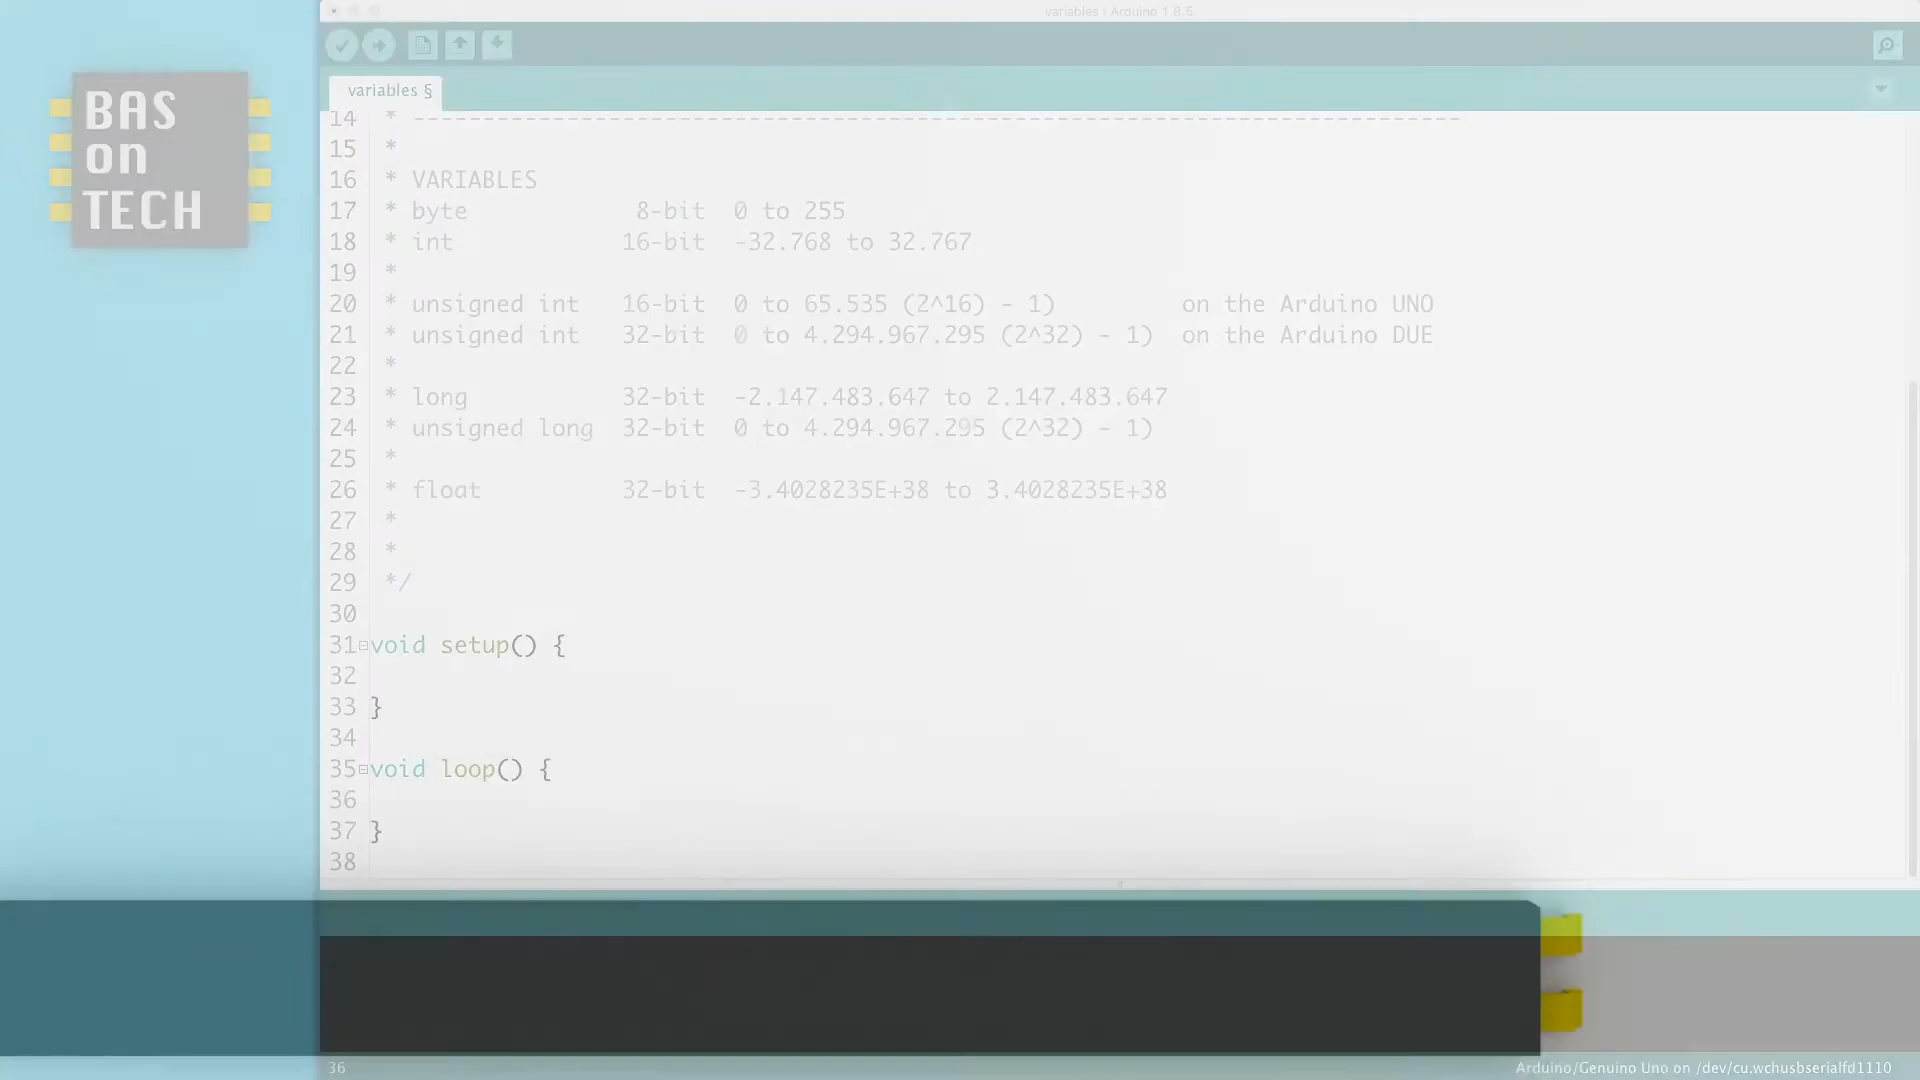 variables | Arduino 1.8.5
BAS
on
TECH
variables §
14 * ---------------------------------------------------------------------------
15 *
16 * VARIABLES
17 * byte 8-bit 0 to 255
18 * int 16-bit -32.768 to 32.767
19 *
20 * unsigned int 16-bit 0 to 65.535 (2^16) - 1) on the Arduino UNO
21 * unsigned int 32-bit 0 to 4.294.967.295 (2^32) - 1) on the Arduino DUE
22 *
23 * long 32-bit -2.147.483.647 to 2.147.483.647
24 * unsigned long 32-bit 0 to 4.294.967.295 (2^32) - 1)
25 *
26 * float 32-bit -3.4028235E+38 to 3.4028235E+38
27 *
28 *
29 */
30
31 void setup() {
32
33 }
34
35 void loop() {
36
37 }
38
36
Arduino/Genuino Uno on /dev/cu.wchusbserialfd1110